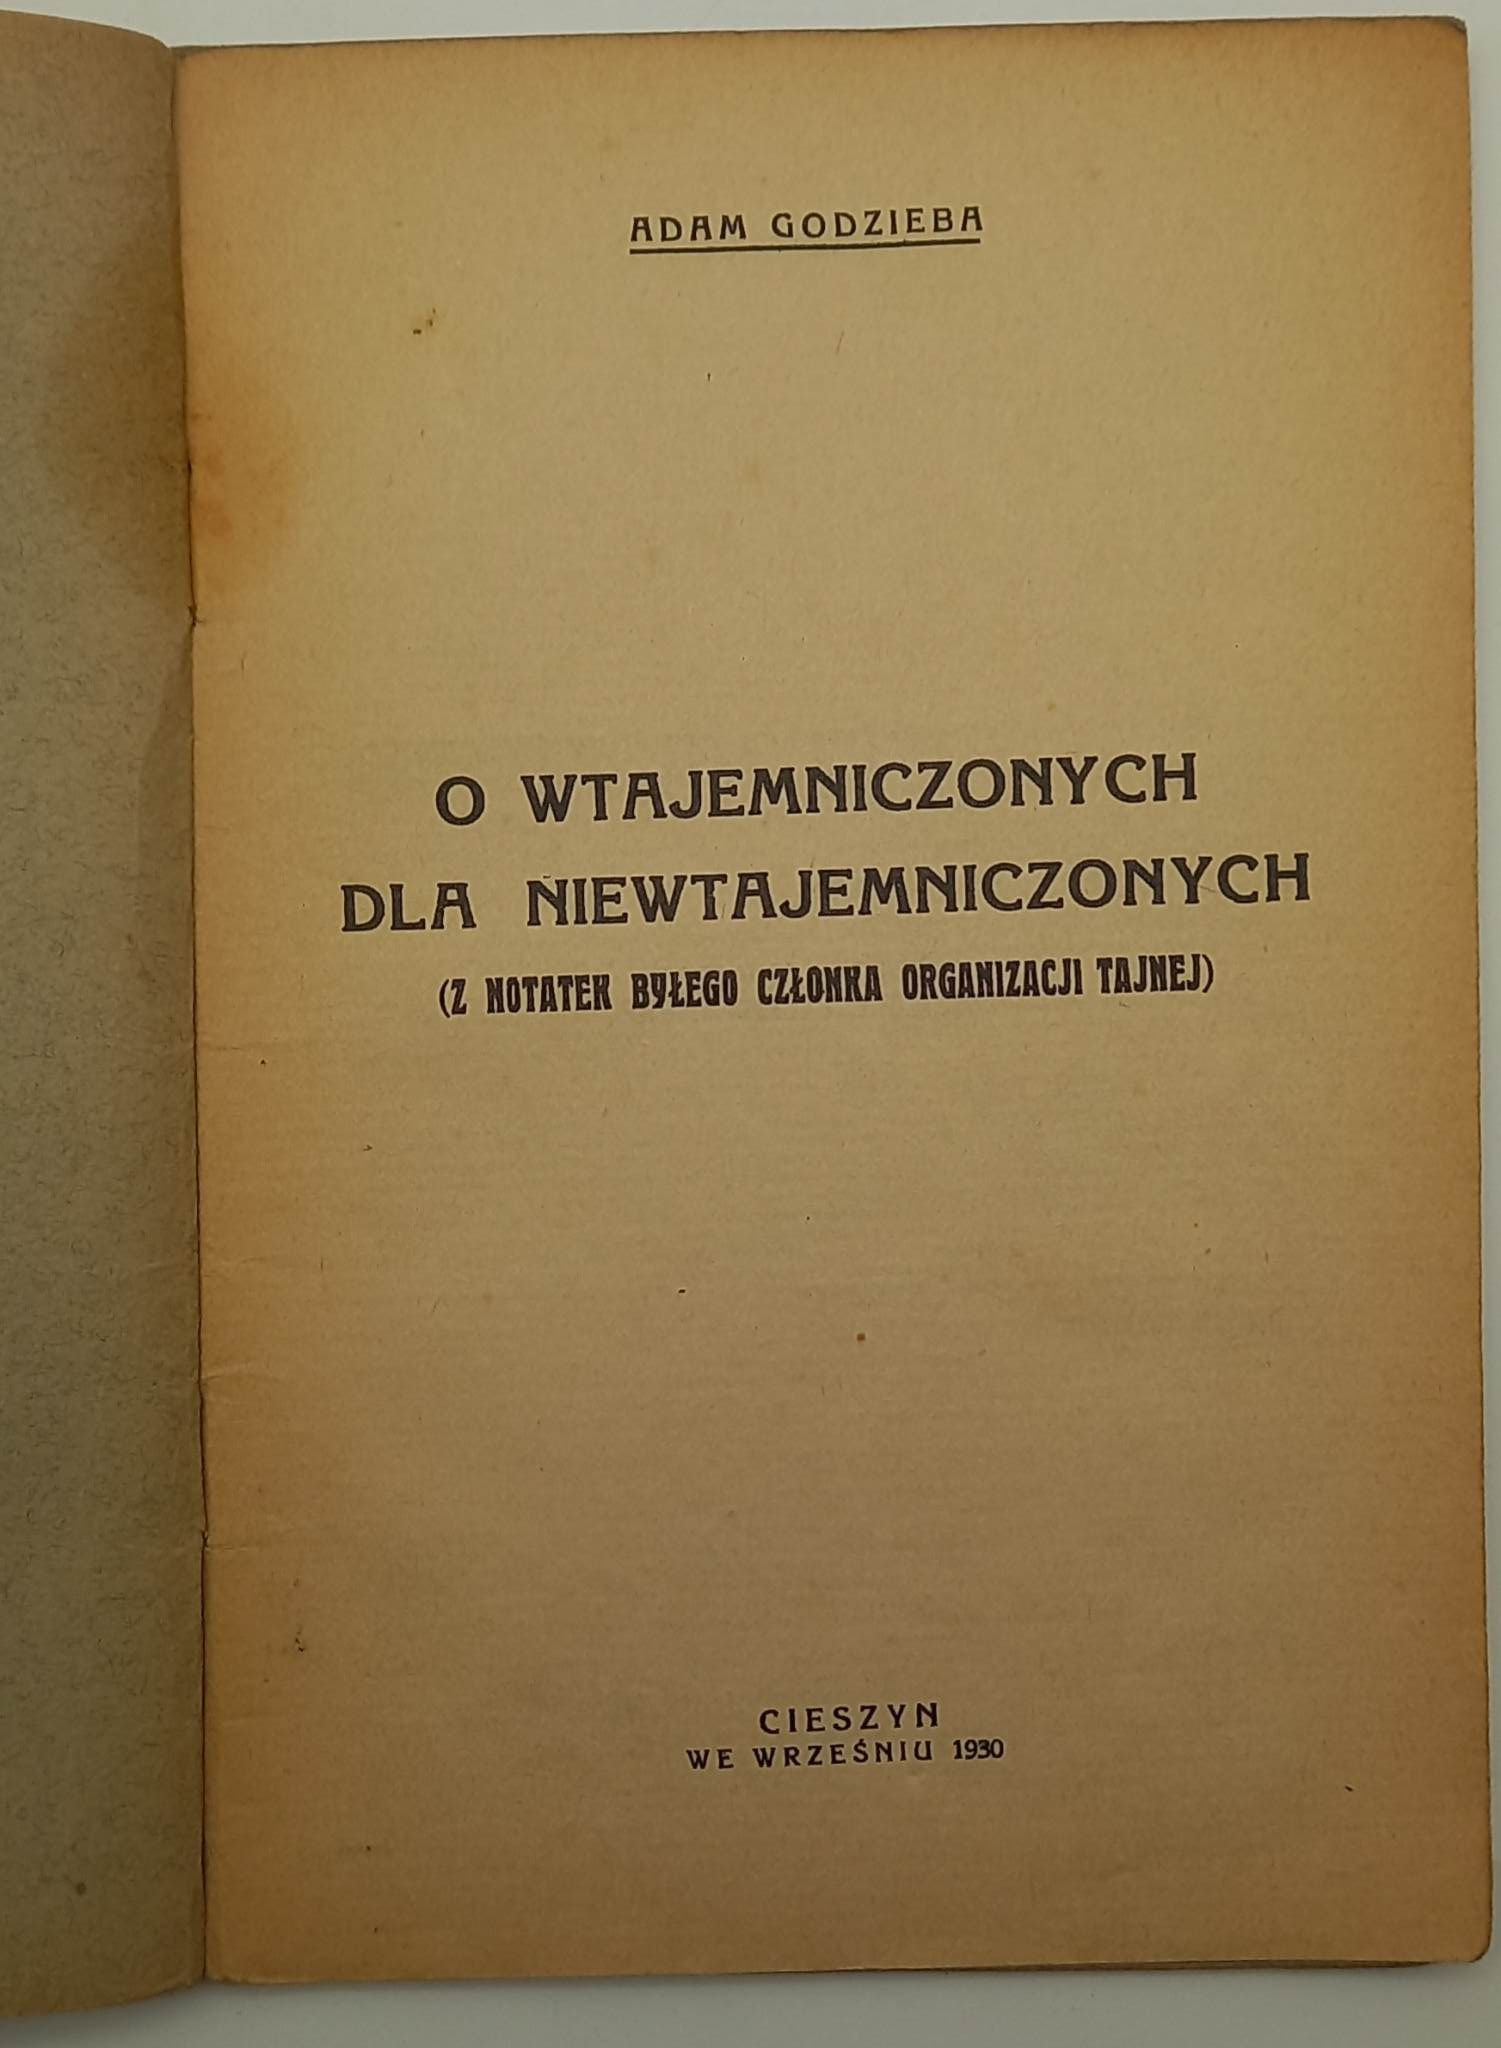 ADAM GODZIEBA
O WTAJEMNICZONYCH
DLA NIEWTAJEMNICZONYCH
(Z NOTATEK BYŁEGO CZŁONKA ORGANIZACJI TAJNEJ)
CIESZYN
WE WRZEŚNIU 1930